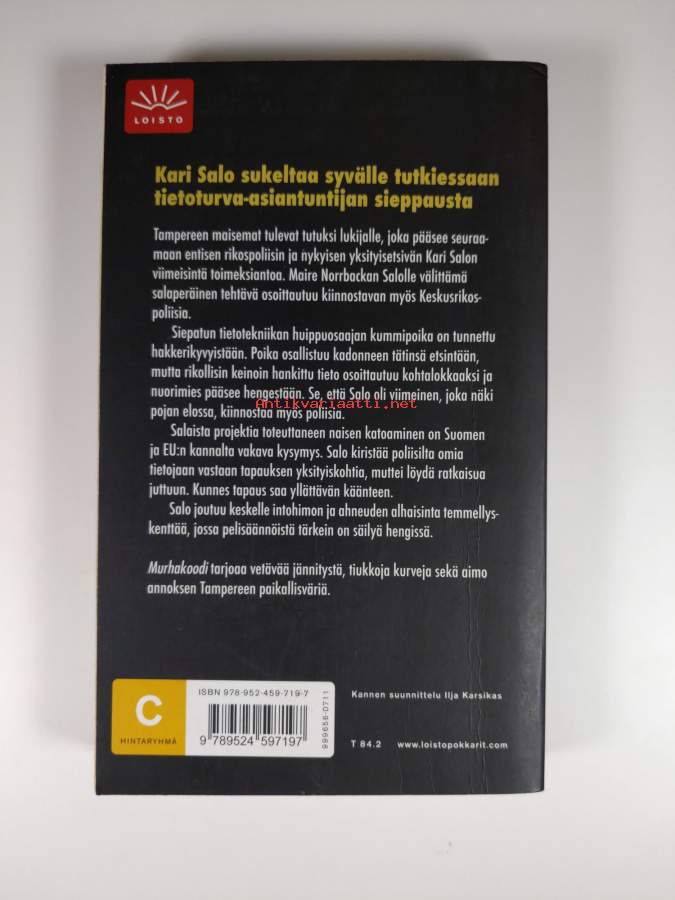 LOISTO
Kari Salo sukeltaa syvälle tutkiessaan
tietoturva-asiantuntijan sieppausta
Tampereen maisemat tulevat tutuksi lukijalle, joka pääsee seuraa-
maan entisen rikospoliisin ja nykyisen yksityisetsivän Kari Salon
viimeisintä toimeksiantoa. Maire Norrbackan Salolle välittämä
salaperäinen tehtävä osoittautuu kiinnostavan myös Keskusrikos-
poliisia.
Siepatun tietotekniikan huippuosaajan kummipoika on tunnettu
hakkerikyvyistään. Poika osallistuu kadonneen tätinsä etsintään,
mutta rikollisin keinoin hankittu tieto osoittautuu kohtalokkaaksi ja
nuorimies pääsee hengestään. Se, että Salo oli viimeinen, joka näki
pojan elossa, kiinnostaa myös poliisia.
Antikvariaatti.net
Salaista projektia toteuttaneen naisen katoaminen on Suomen
ja EU:n kannalta vakava kysymys. Salo kiristää poliisilta omia
tietojaan vastaan tapauksen yksityiskohtia, muttei löydä ratkaisua
juttuun. Kunnes tapaus saa yllättävän käänteen.
Salo joutuu keskelle intohimon ja ahneuden alhaisinta temmellys-
kenttää, jossa pelisäännöistä tärkein on säilyä hengissä.
Murhakoodi tarjoaa vetävää jännitystä, tiukkoja kurveja sekä aimo
annoksen Tampereen paikallisväriä.
C
HINTARYHMÄ
ISBN 978-952-459-719-7
9 789524 597197
999656-0711
Kannen suunnittelu Ilja Karsikas
T 84.2 www.loistopokkarit.com